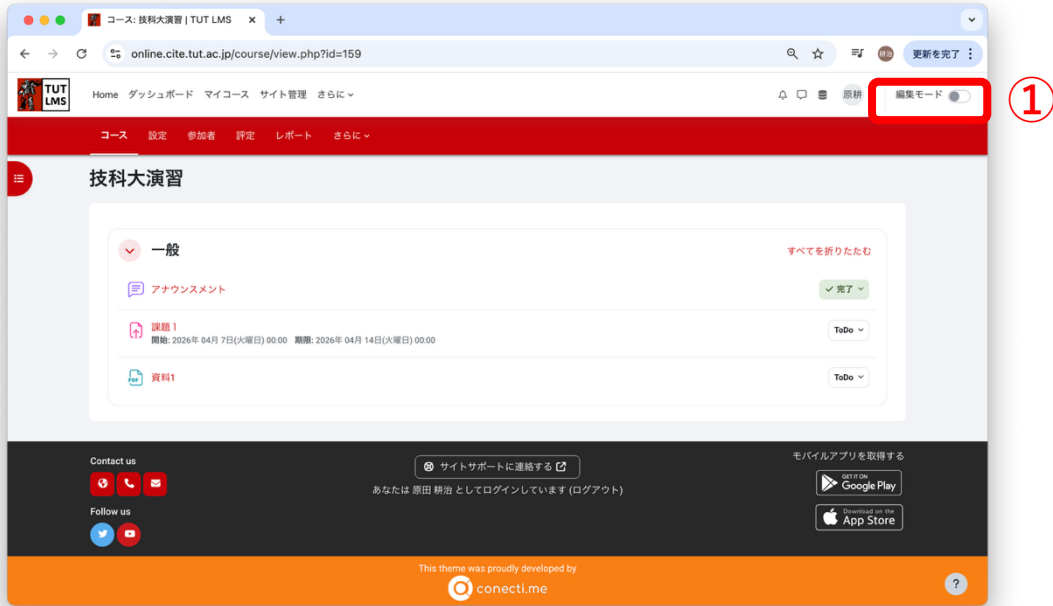 コース: 技科大演習 | TUT LMS
online.cite.tut.ac.jp/course/view.php?id=159
耕治
更新を完了
TUT LMS
Home ダッシュボード マイコース サイト管理 さらに
原耕
編集モード
①
コース 設定 参加者 評定 レポート さらに
技科大演習
一般
すべてを折りたたむ
アナウンスメント
完了
課題 1
ToDo
開始: 2026年 04月 7日(火曜日) 00:00 期限: 2026年 04月 14日(火曜日) 00:00
PDF
資料1
ToDo
Contact us
サイトサポートに連絡する
モバイルアプリを取得する
あなたは 原田 耕治 としてログインしています (ログアウト)
GET IT ON
Google Play
Follow us
Download on the
App Store
This theme was proudly developed by
conecti.me
?